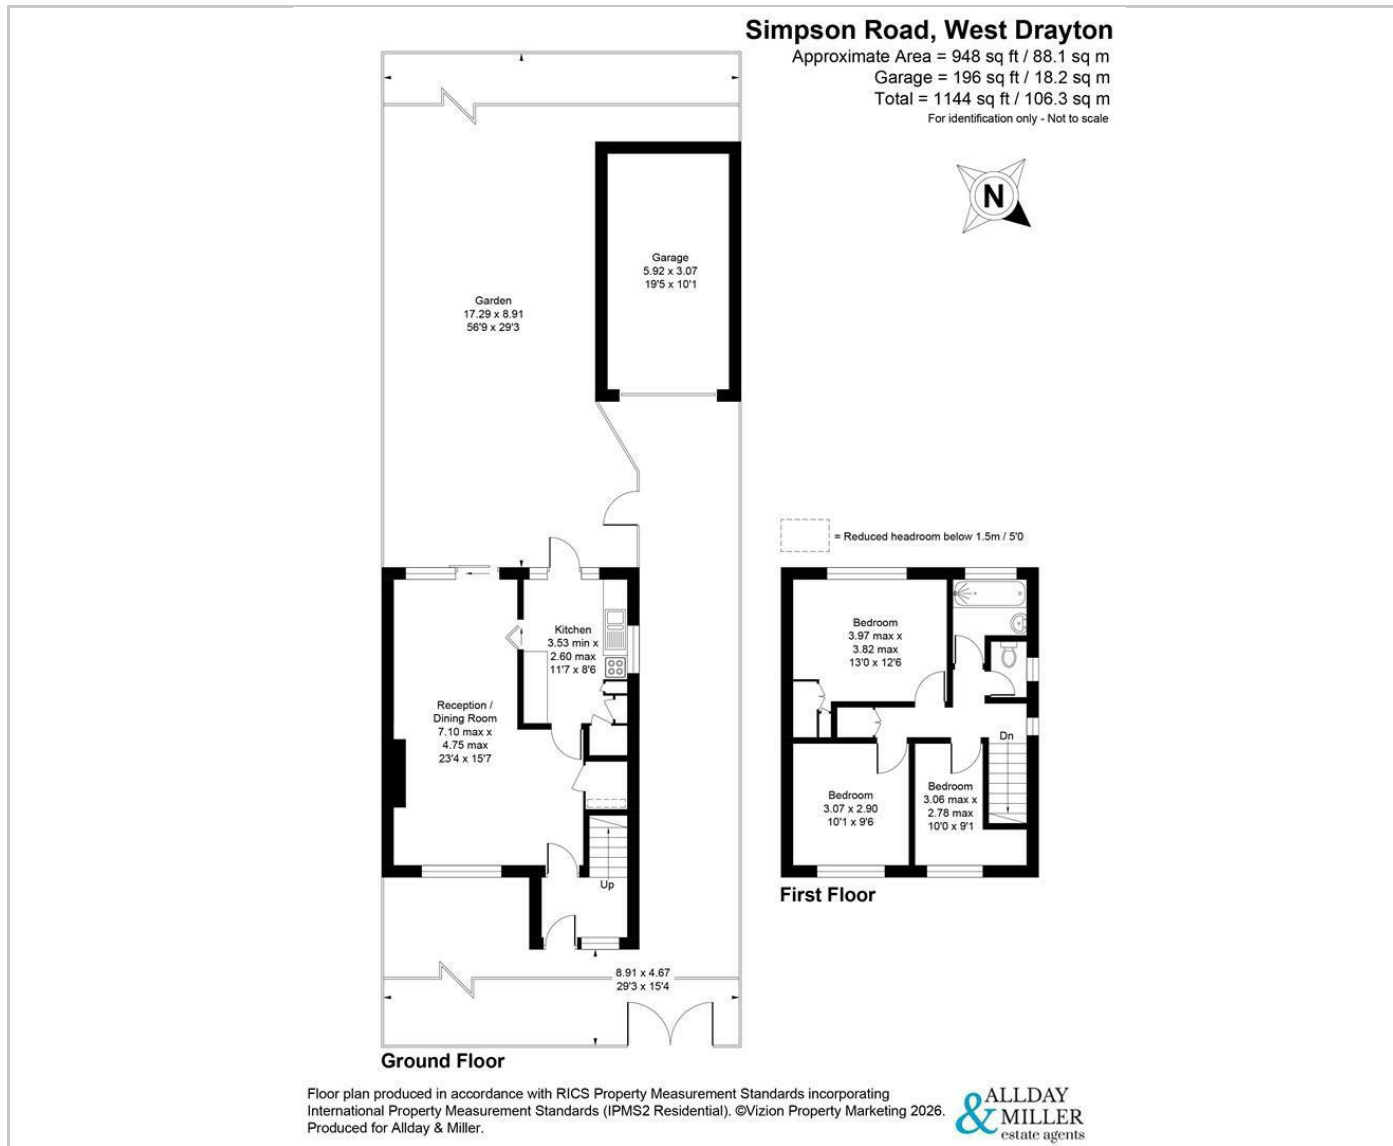 Simpson Road, West Drayton
Approximate Area = 948 sq ft / 88.1 sq m
Garage = 196 sq ft / 18.2 sq m
Total = 1144 sq ft / 106.3 sq m
For identification only - Not to scale
N
Garage
5.92 x 3.07
19'5 x 10'1
Garden
17.29 x 8.91
56'9 x 29'3
= Reduced headroom below 1.5m / 5'0
Kitchen
3.53 min x
2.60 max
11'7 x 8'6
Reception /
Dining Room
7.10 max x
4.75 max
23'4 x 15'7
Up
8.91 x 4.67
29'3 x 15'4
Ground Floor
Bedroom
3.97 max x
3.82 max
13'0 x 12'6
Dn
Bedroom
3.07 x 2.90
10'1 x 9'6
Bedroom
3.06 max x
2.78 max
10'0 x 9'1
First Floor
Floor plan produced in accordance with RICS Property Measurement Standards incorporating
International Property Measurement Standards (IPMS2 Residential). ©Vizion Property Marketing 2026.
Produced for Allday & Miller.
ALLDAY
& MILLER
estate agents